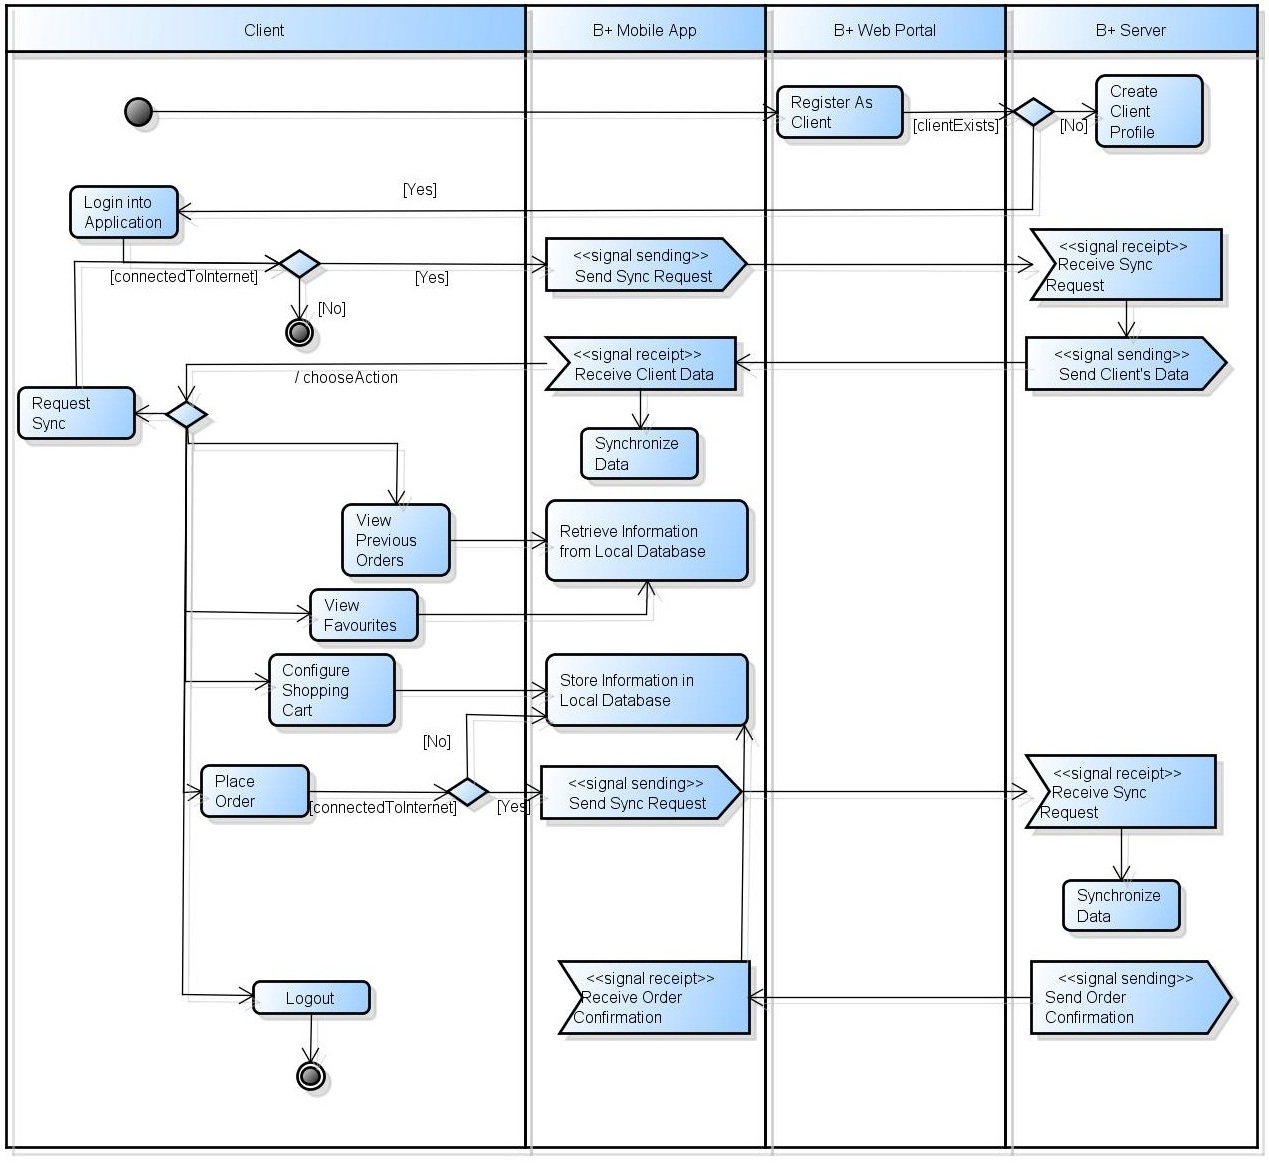 Client
B+ Mobile App
B+ Web Portal
B+ Server
Register As
Client
[clientExists]
[No]
Create
Client
Profile
[Yes]
Login into
Application
[connectedToInternet]
[Yes]
[No]
<<signal sending>>
Send Sync Request
<<signal receipt>>
Receive Sync
Request
<<signal receipt>>
Receive Client Data
<<signal sending>>
Send Client's Data
/ chooseAction
Request
Sync
Synchronize
Data
View
Previous
Orders
Retrieve Information
from Local Database
View
Favourites
Configure
Shopping
Cart
Store Information in
Local Database
[No]
Place
Order
[connectedToInternet]
[Yes]
<<signal sending>>
Send Sync Request
<<signal receipt>>
Receive Sync
Request
Synchronize
Data
<<signal receipt>>
Receive Order
Confirmation
<<signal sending>>
Send Order
Confirmation
Logout